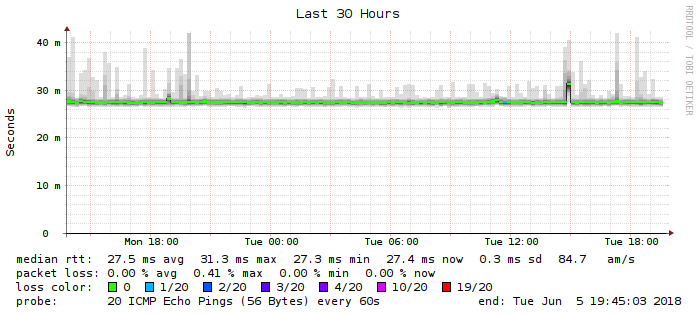 Last 30 Hours
RRDTOOL / TOBI OETIKER
Seconds
40 m
30 m
20 m
10 m
0
Mon 18:00 Tue 00:00 Tue 06:00 Tue 12:00 Tue 18:00
median rtt: 27.5 ms avg 31.3 ms max 27.3 ms min 27.4 ms now 0.3 ms sd 84.7 am/s
packet loss: 0.00 % avg 0.41 % max 0.00 % min 0.00 % now
loss color: 0 1/20 2/20 3/20 4/20 10/20 19/20
probe: 20 ICMP Echo Pings (56 Bytes) every 60s end: Tue Jun 5 19:45:03 2018